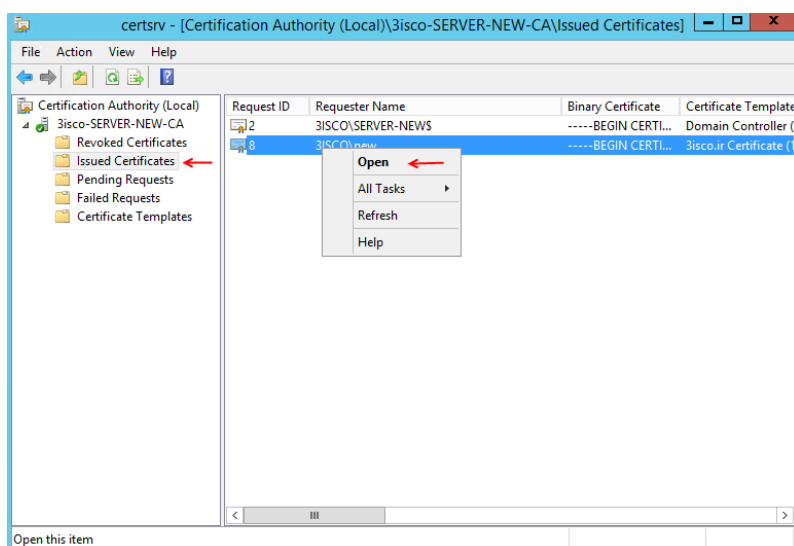 certsrv - [Certification Authority (Local)\3isco-SERVER-NEW-CA\Issued Certificates]
File Action View Help
Certification Authority (Local)
3isco-SERVER-NEW-CA
Revoked Certificates
Issued Certificates
Pending Requests
Failed Requests
Certificate Templates
Request ID Requester Name Binary Certificate Certificate Template
2 3ISCO\SERVER-NEW$ -----BEGIN CERTI... Domain Controller (
8 3ISCO\new -----BEGIN CERTI... 3isco.ir Certificate (1
Open
All Tasks
Refresh
Help
Open this item